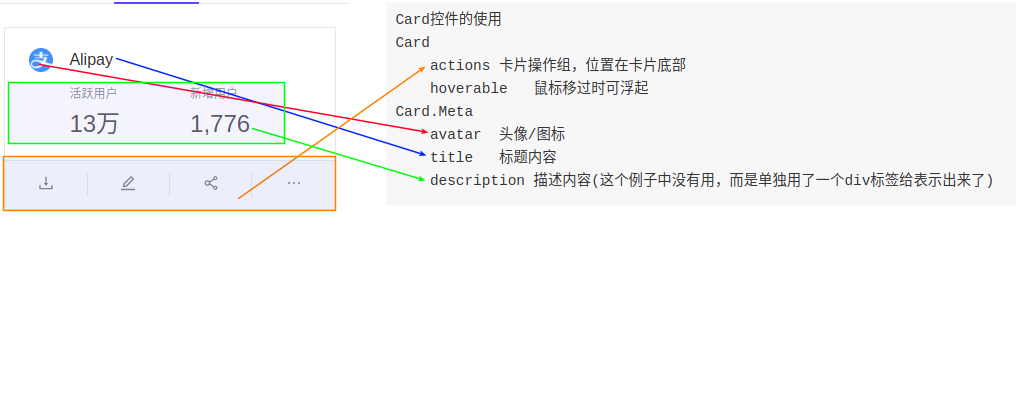 Alipay
活跃用户 新增用户
13万 1,776
Card控件的使用
Card
actions 卡片操作组，位置在卡片底部
hoverable 鼠标移过时可浮起
Card.Meta
avatar 头像/图标
title 标题内容
description 描述内容(这个例子中没有用，而是单独用了一个div标签给表示出来了)